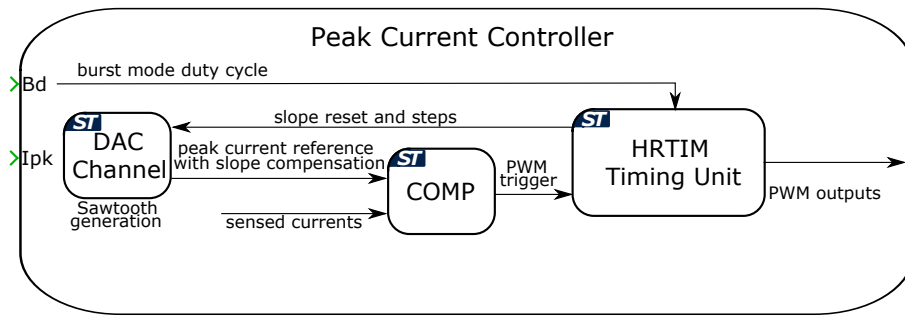 Peak Current Controller
Bd
burst mode duty cycle
slope reset and steps
Ipk
ST
DAC
Channel
Sawtooth
generation
peak current reference
with slope compensation
sensed currents
ST
COMP
PWM
trigger
ST
HRTIM
Timing Unit
PWM outputs